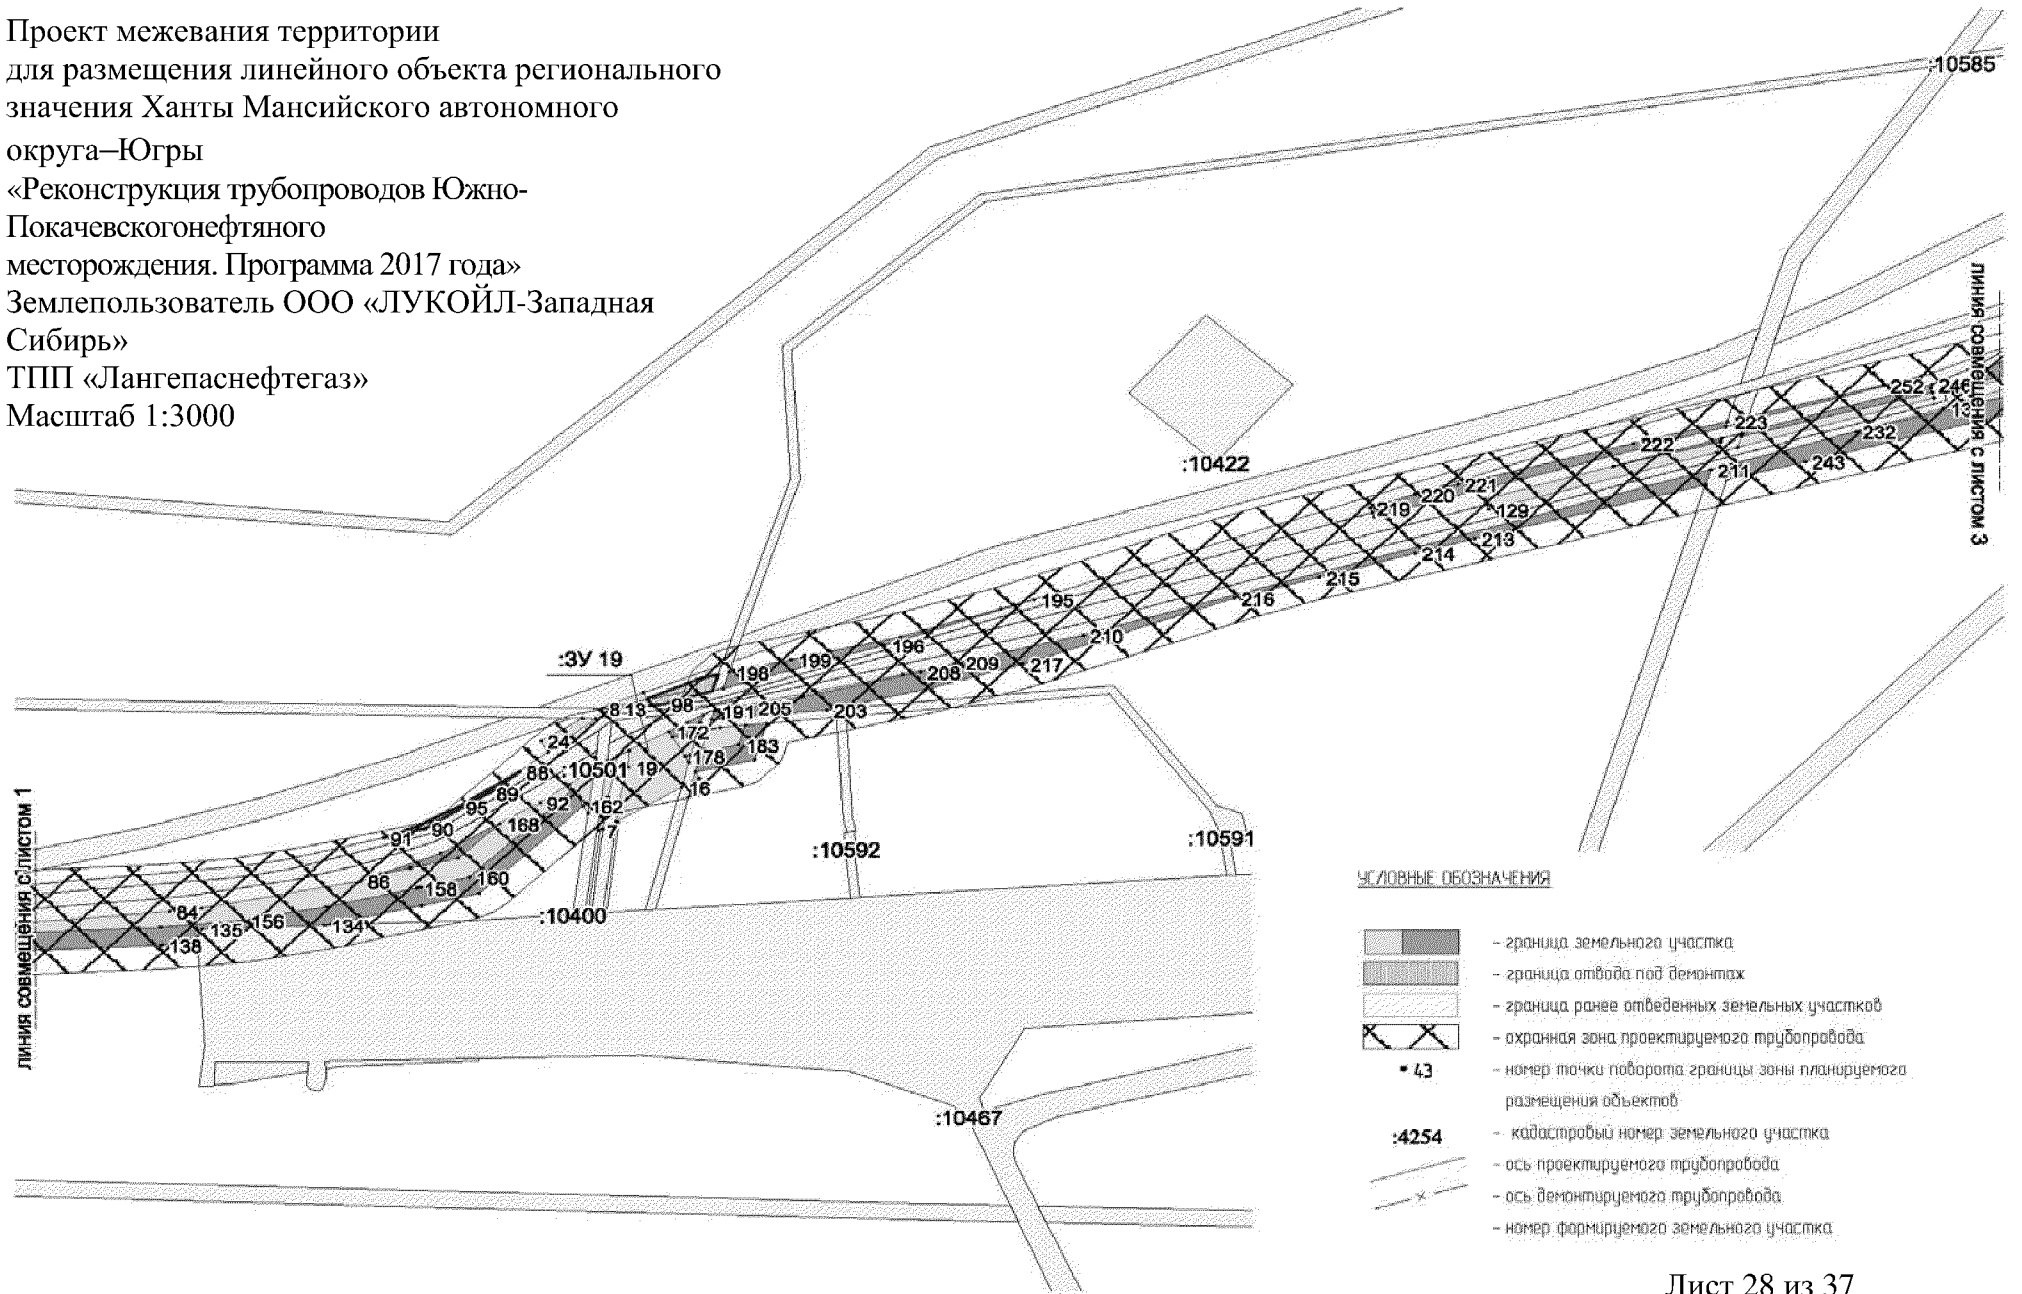 Проект межевания территории
для размещения линейного объекта регионального
значения Ханты Мансийского автономного
округа–Югры
«Реконструкция трубопроводов Южно-
Покачевскогонефтяного
месторождения. Программа 2017 года»
Землепользователь ООО «ЛУКОЙЛ-Западная
Сибирь»
ТПП «Лангепаснефтегаз»
Масштаб 1:3000
:10585
линия совмещения с листом 3
252
246
13
223
232
222
243
211
:10422
221
220
219
129
213
214
215
216
195
210
196
199
209
208
217
198
:ЗУ 19
98
8
13
191
205
203
172
24
183
178
:10501
19
88
16
89
92
162
95
7
168
90
91
:10592
:10591
86
158
160
84
156
135
134
138
:10400
линия совмещения с листом 1
:10467
УСЛОВНЫЕ ОБОЗНАЧЕНИЯ
- граница земельного участка
- граница отвода под демонтаж
- граница ранее отведенных земельных участков
- охранная зона проектируемого трубопровода
43 - номер точки поворота границы зоны планируемого
размещения объектов
:4254 - кадастровый номер земельного участка
- ось проектируемого трубопровода
- ось демонтируемого трубопровода
- номер формируемого земельного участка
Лист 28 из 37